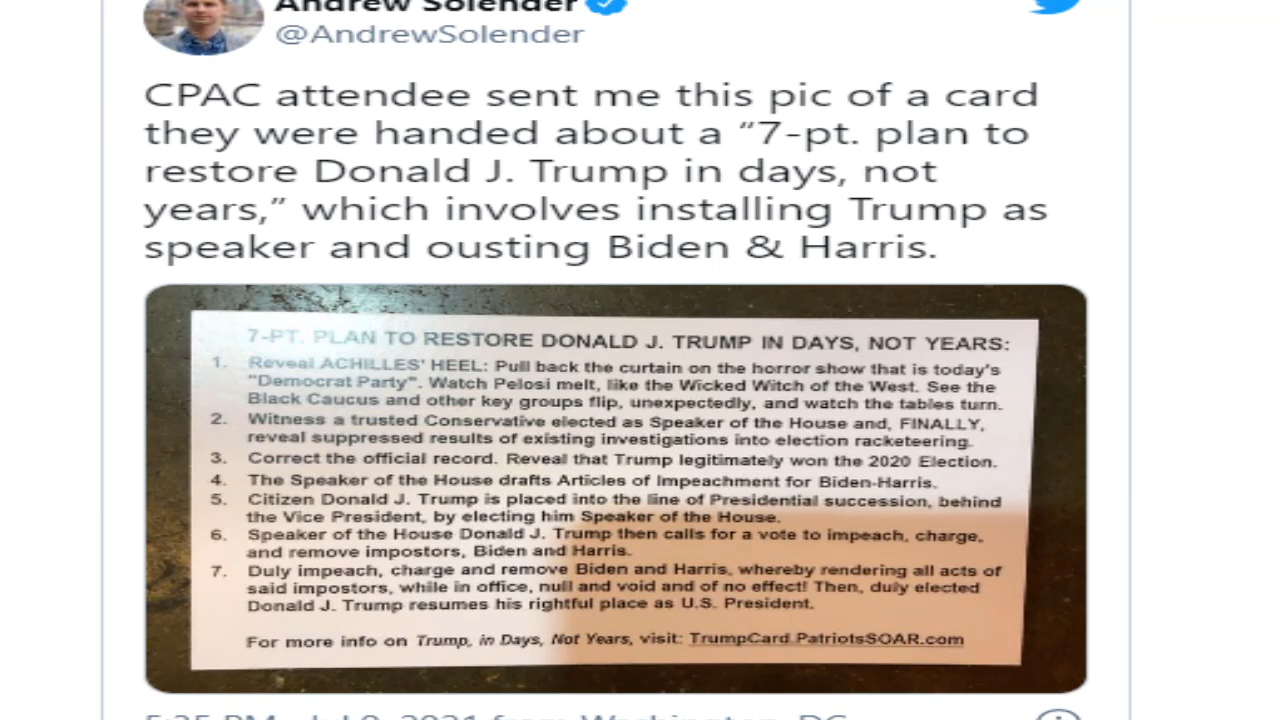 Andrew Solender
@AndrewSolender
CPAC attendee sent me this pic of a card
they were handed about a “7-pt. plan to
restore Donald J. Trump in days, not
years,” which involves installing Trump as
speaker and ousting Biden & Harris.
7-PT. PLAN TO RESTORE DONALD J. TRUMP IN DAYS, NOT YEARS:
1. Reveal ACHILLES' HEEL: Pull back the curtain on the horror show that is today's
"Democrat Party". Watch Pelosi melt, like the Wicked Witch of the West. See the
Black Caucus and other key groups flip, unexpectedly, and watch the tables turn.
2. Witness a trusted Conservative elected as Speaker of the House and, FINALLY,
reveal suppressed results of existing investigations into election racketeering.
3. Correct the official record. Reveal that Trump legitimately won the 2020 Election.
4. The Speaker of the House drafts Articles of Impeachment for Biden-Harris.
5. Citizen Donald J. Trump is placed into the line of Presidential succession, behind
the Vice President, by electing him Speaker of the House.
6. Speaker of the House Donald J. Trump then calls for a vote to impeach, charge,
and remove impostors, Biden and Harris.
7. Duly impeach, charge and remove Biden and Harris, whereby rendering all acts of
said impostors, while in office, null and void and of no effect! Then, duly elected
Donald J. Trump resumes his rightful place as U.S. President.
For more info on Trump, in Days, Not Years, visit: TrumpCard.PatriotsSOAR.com
5:25 PM · Jul 9, 2021 from Washington, DC